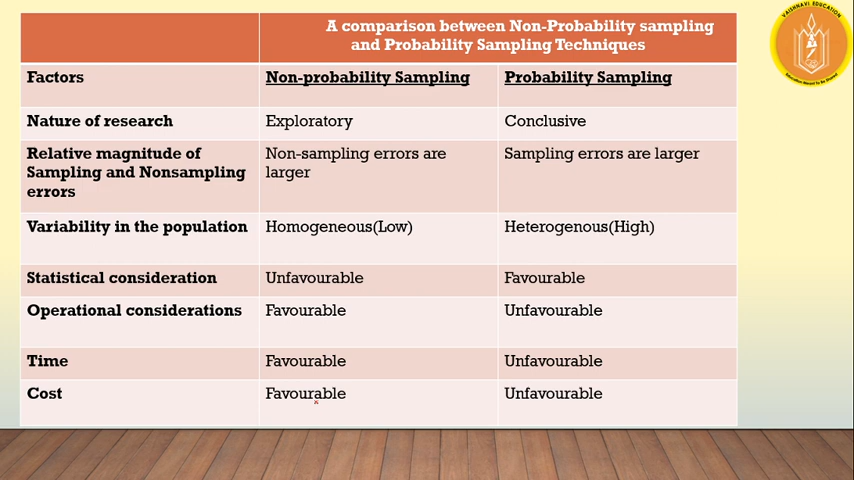 A comparison between Non-Probability sampling
and Probability Sampling Techniques
VAISHNAVI EDUCATION
Factors
Non-probability Sampling
Probability Sampling
Nature of research
Exploratory
Conclusive
Relative magnitude of
Sampling and Nonsampling
errors
Non-sampling errors are
larger
Sampling errors are larger
Variability in the population
Homogeneous(Low)
Heterogenous(High)
Statistical consideration
Unfavourable
Favourable
Operational considerations
Favourable
Unfavourable
Time
Favourable
Unfavourable
Cost
Favourable
Unfavourable